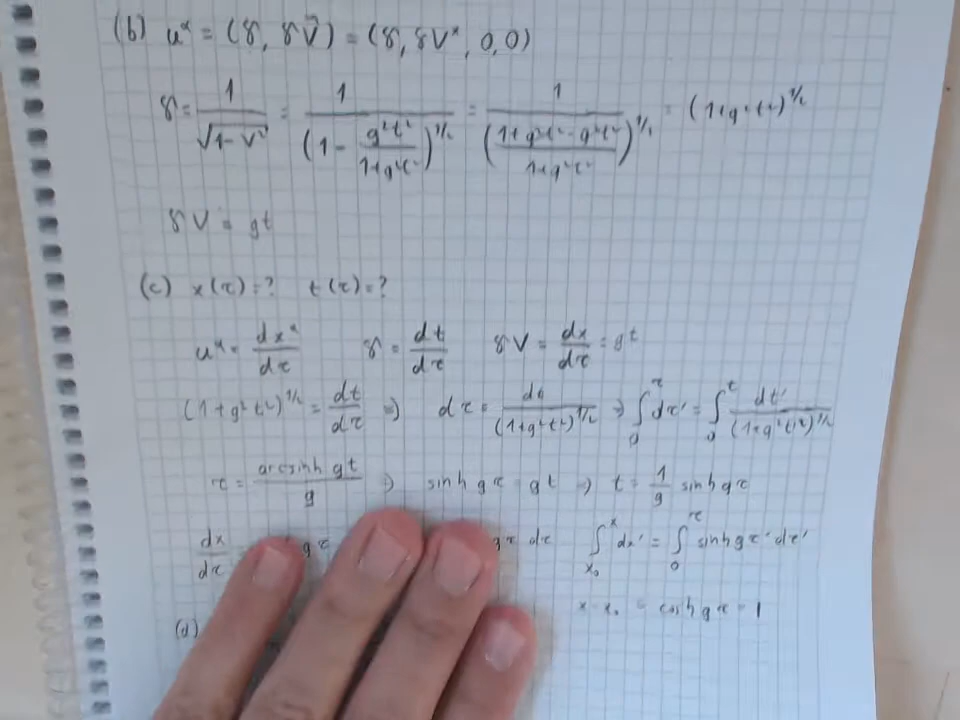 (b) u^α = (γ, γV⃗) = (γ, γV^x, 0, 0)
γ = 1/√(1-V²) = 1/(1 - g²t²/(1+g²t²))^1/2 = 1/((1+g²t²-g²t²)/(1+g²t²))^1/2 = (1+g²t²)^1/2
γV = gt
(c) x(τ)=? t(τ)=?
u^α = dx^α/dτ γ = dt/dτ γV = dx/dτ = gt
(1+g²t²)^1/2 = dt/dτ ⇒ dτ = dt/(1+g²t²)^1/2 ⇒ ∫₀^τ dτ' = ∫₀^t dt'/(1+g²t'²)^1/2
τ = arcsinh gt/g ⇒ sinh gτ = gt ⇒ t = 1/g sinh gτ
dx/dτ gτ gτ dτ ∫_{x₀}^x dx' = ∫₀^τ sinh gτ' dτ'
x-x₀ = cosh gτ - 1
(d)